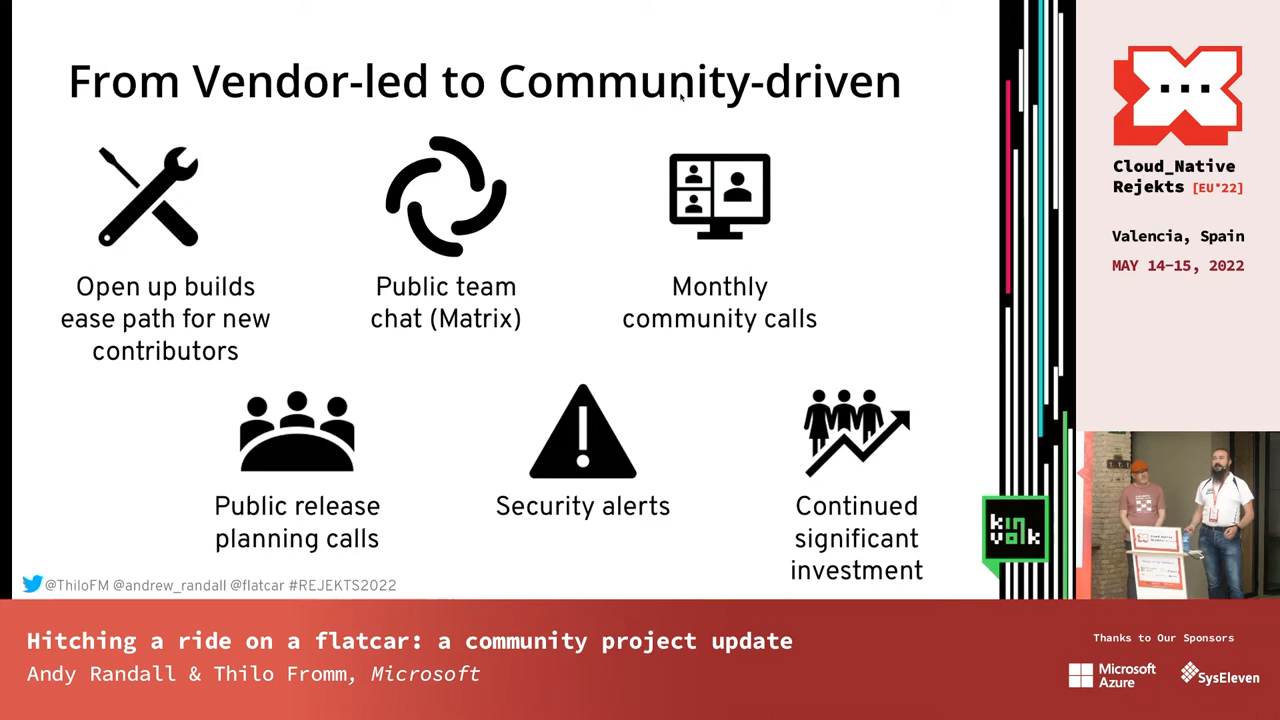 From Vendor-led to Community-driven
Open up builds
ease path for new
contributors
Public team
chat (Matrix)
Monthly
community calls
Public release
planning calls
Security alerts
Continued
significant
investment
@ThiloFM @andrew_randall @flatcar #REJEKTS2022
kin
volk
Cloud_Native
Rejekts [EU*22]
Valencia, Spain
MAY 14-15, 2022
Hitching a ride on a flatcar: a community project update
Andy Randall & Thilo Fromm, Microsoft
Thanks to Our Sponsors
Microsoft
Azure
SysEleven